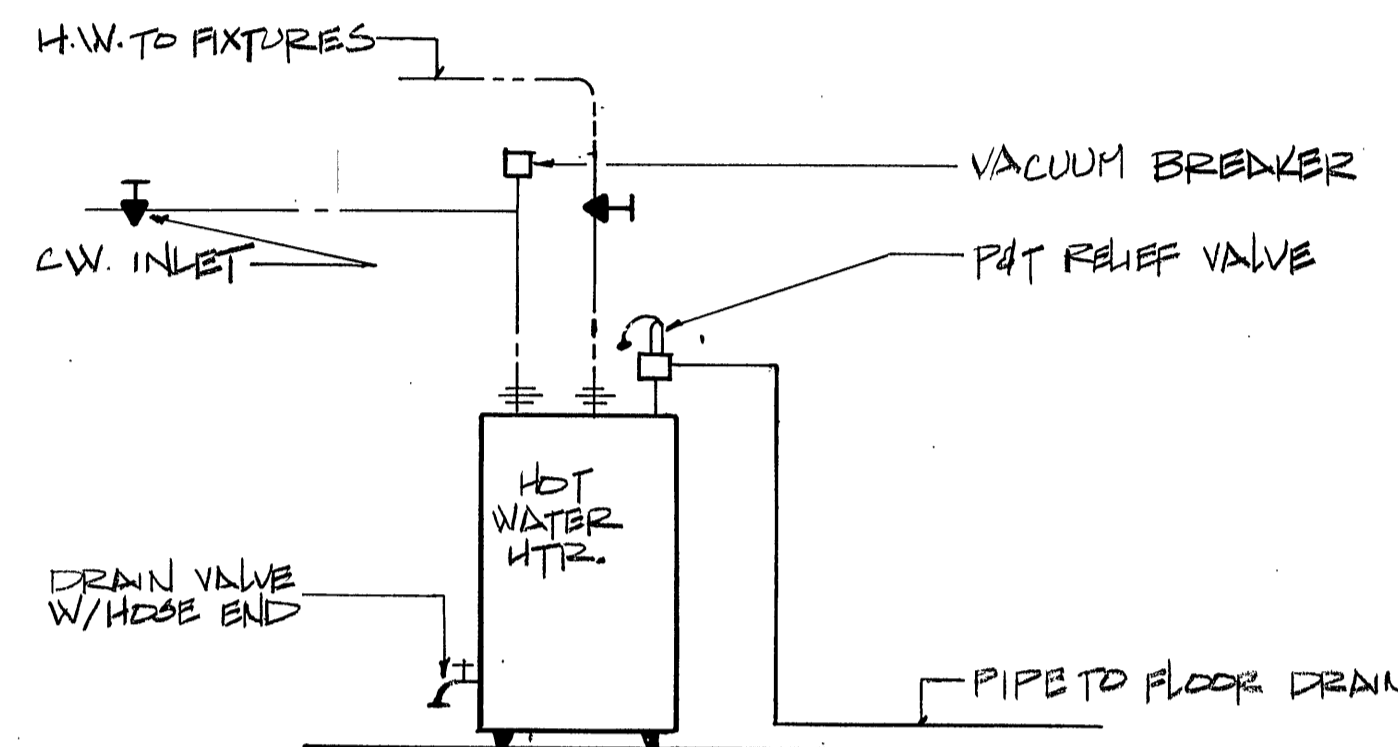 H.W. TO FIXTURES
VACUUM BREAKER
C.W. INLET
P&T RELIEF VALVE
HOT
WATER
HTR.
DRAIN VALVE
W/HOSE END
PIPE TO FLOOR DRAIN